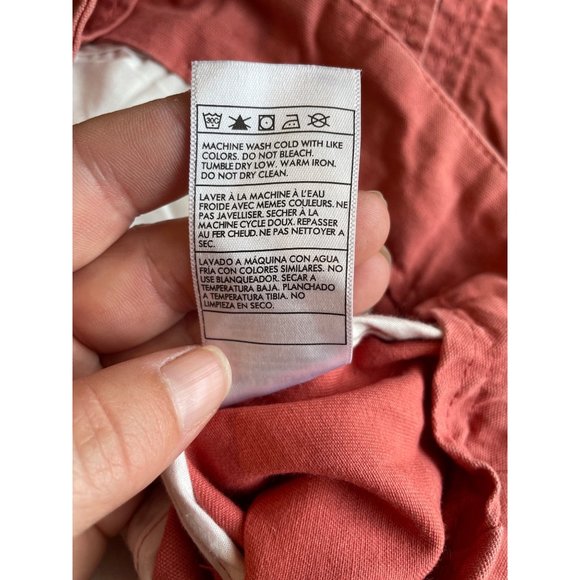 30C
MACHINE WASH COLD WITH LIKE
COLORS. DO NOT BLEACH.
TUMBLE DRY LOW. WARM IRON.
DO NOT DRY CLEAN.
LAVER À LA MACHINE À L'EAU
FROIDE AVEC MEMES COULEURS. NE
PAS JAVELLISER. SECHER À LA
MACHINE CYCLE DOUX. REPASSER
AU FER CHEUD. NE PAS NETTOYER A
SEC.
LAVADO A MÁQUINA CON AGUA
FRÍA CON COLORES SIMILARES. NO
USE BLANQUEADOR. SECAR A
TEMPERATURA BAJA. PLANCHADO
A TEMPERATURA TIBIA. NO
LIMPIEZA EN SECO.